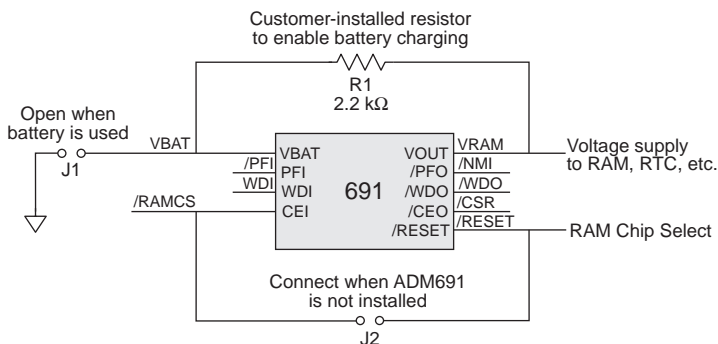 Customer-installed resistor
to enable battery charging
R1
2.2 kΩ
Open when
battery is used
J1
VBAT
/PFI
WDI
/RAMCS
VBAT
PFI
WDI
CEI
691
VOUT
/PFO
/WDO
/CEO
/RESET
VRAM
/NMI
/WDO
/CSR
/RESET
Voltage supply
to RAM, RTC, etc.
RAM Chip Select
Connect when ADM691
is not installed
J2